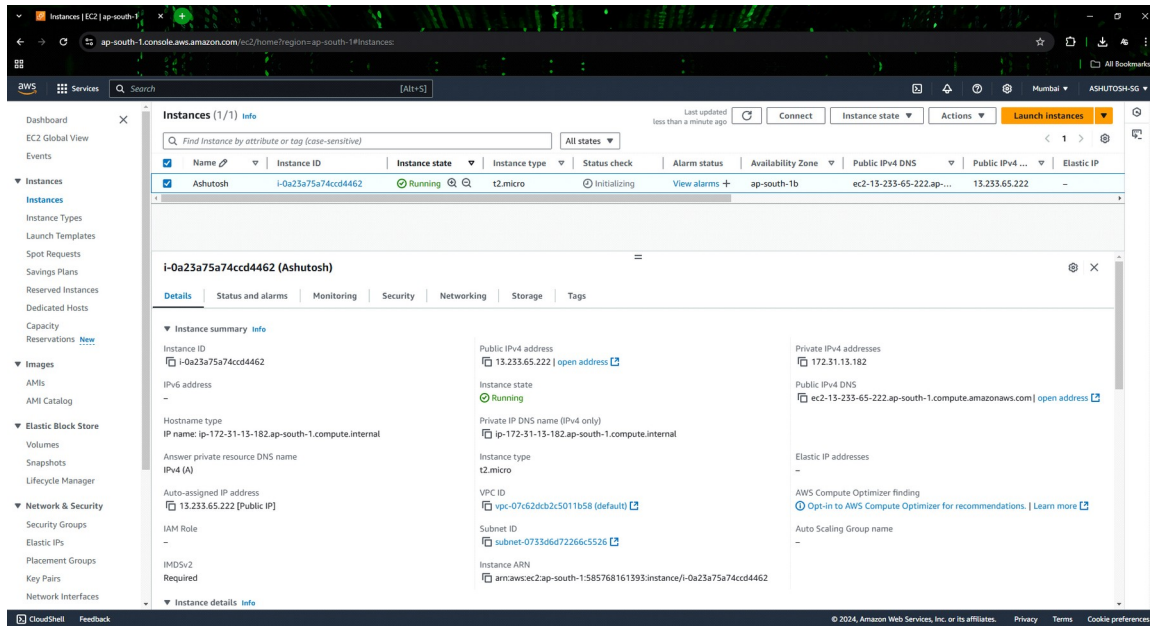 Instances | EC2 | ap-south-1
ap-south-1.console.aws.amazon.com/ec2/home?region=ap-south-1#Instances:
All Bookmarks
aws Services Search [Alt+S] Mumbai ASHUTOSH-SG
Dashboard
EC2 Global View
Events
Instances
Instances
Instance Types
Launch Templates
Spot Requests
Savings Plans
Reserved Instances
Dedicated Hosts
Capacity
Reservations New
Images
AMIs
AMI Catalog
Elastic Block Store
Volumes
Snapshots
Lifecycle Manager
Network & Security
Security Groups
Elastic IPs
Placement Groups
Key Pairs
Network Interfaces
Instances (1/1) Info
Last updated
less than a minute ago
Connect Instance state Actions Launch instances
Find Instance by attribute or tag (case-sensitive) All states 1
Name Instance ID Instance state Instance type Status check Alarm status Availability Zone Public IPv4 DNS Public IPv4 ... Elastic IP
Ashutosh i-0a23a75a74ccd4462 Running t2.micro Initializing View alarms + ap-south-1b ec2-13-233-65-222.ap-... 13.233.65.222 –
i-0a23a75a74ccd4462 (Ashutosh)
Details Status and alarms Monitoring Security Networking Storage Tags
Instance summary Info
Instance ID Public IPv4 address Private IPv4 addresses
i-0a23a75a74ccd4462 13.233.65.222 | open address 172.31.13.182
IPv6 address Instance state Public IPv4 DNS
– Running ec2-13-233-65-222.ap-south-1.compute.amazonaws.com | open address
Hostname type Private IP DNS name (IPv4 only)
IP name: ip-172-31-13-182.ap-south-1.compute.internal ip-172-31-13-182.ap-south-1.compute.internal
Answer private resource DNS name Instance type Elastic IP addresses
IPv4 (A) t2.micro –
Auto-assigned IP address VPC ID AWS Compute Optimizer finding
13.233.65.222 [Public IP] vpc-07c62dcb2c5011b58 (default) Opt-in to AWS Compute Optimizer for recommendations. | Learn more
IAM Role Subnet ID Auto Scaling Group name
– subnet-0733d6d72266c5526 –
IMDSv2 Instance ARN
Required arn:aws:ec2:ap-south-1:585768161393:instance/i-0a23a75a74ccd4462
Instance details Info
CloudShell Feedback © 2024, Amazon Web Services, Inc. or its affiliates. Privacy Terms Cookie preferences